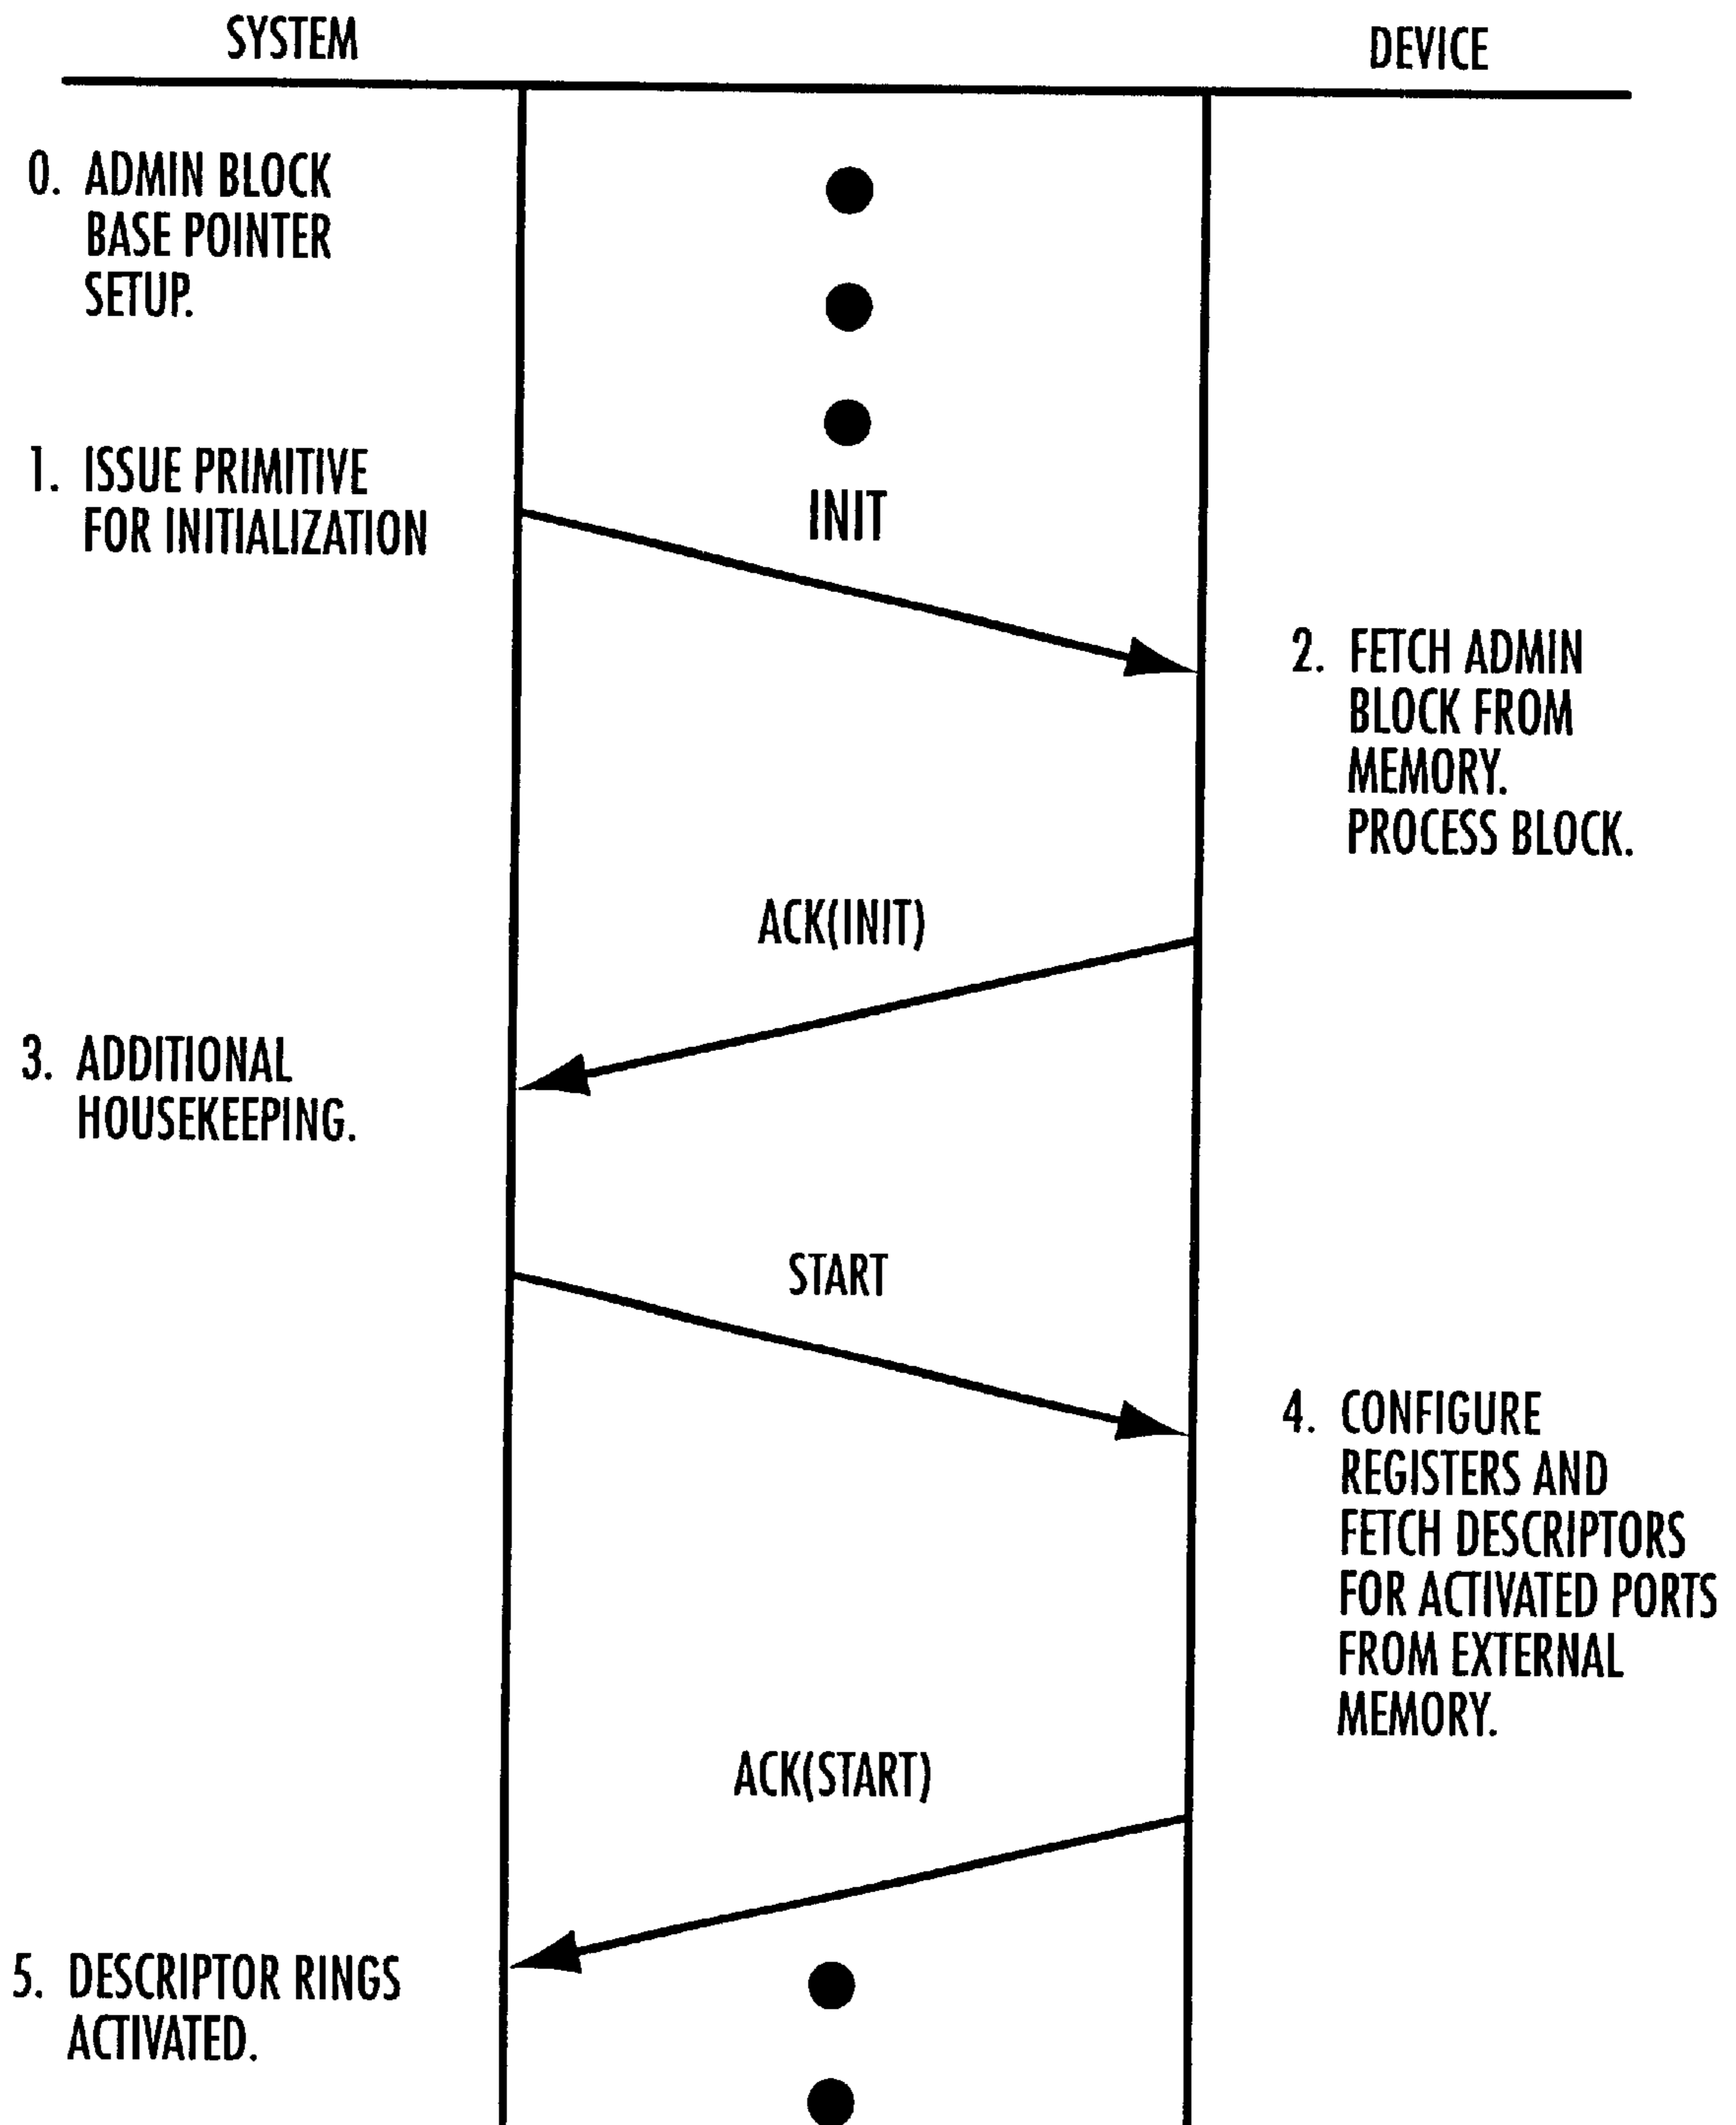 SYSTEM
DEVICE
0. ADMIN BLOCK
BASE POINTER
SETUP.
1. ISSUE PRIMITIVE
FOR INITIALIZATION
INIT
2. FETCH ADMIN
BLOCK FROM
MEMORY.
PROCESS BLOCK.
ACK(INIT)
3. ADDITIONAL
HOUSEKEEPING.
START
4. CONFIGURE
REGISTERS AND
FETCH DESCRIPTORS
FOR ACTIVATED PORTS
FROM EXTERNAL
MEMORY.
ACK(START)
5. DESCRIPTOR RINGS
ACTIVATED.